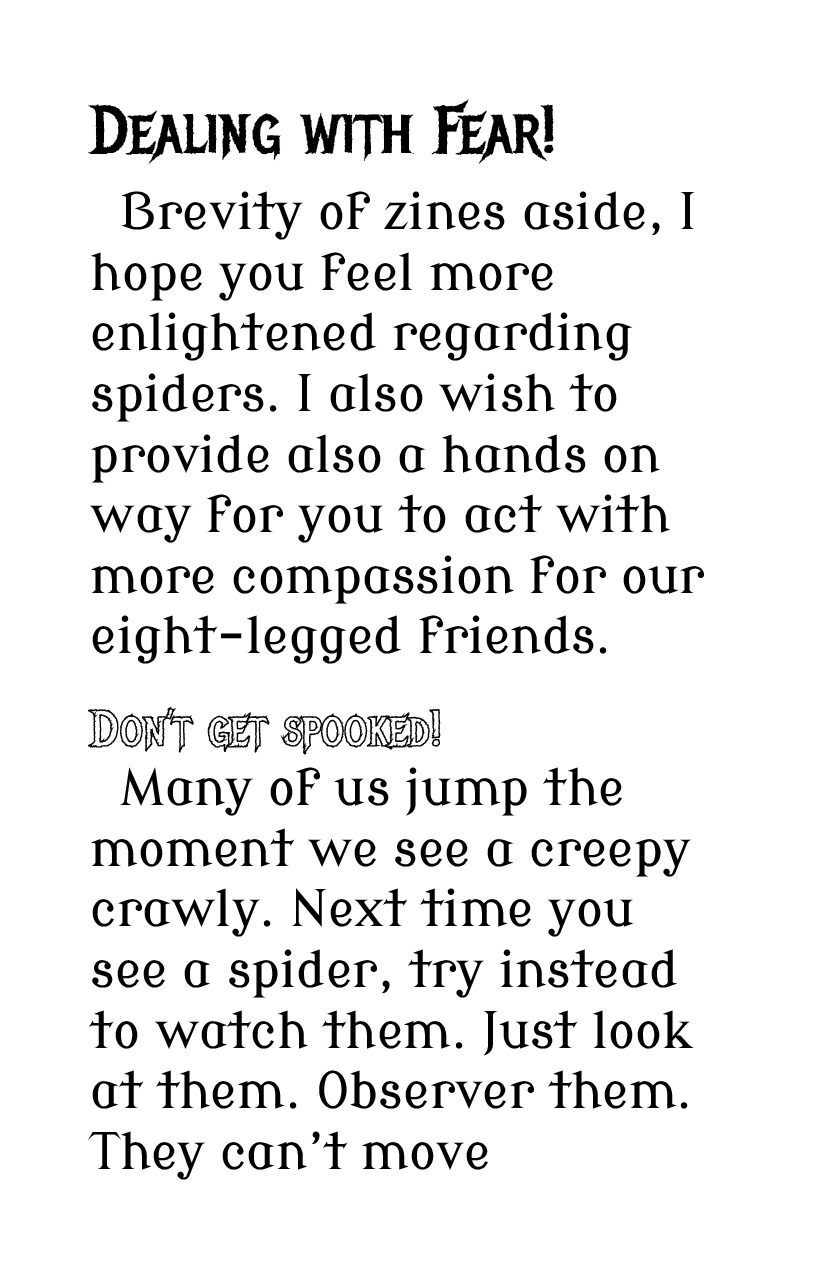 Dealing with Fear!
Brevity of zines aside, I
hope you feel more
enlightened regarding
spiders. I also wish to
provide also a hands on
way for you to act with
more compassion for our
eight-legged friends.
Don't get spooked!
Many of us jump the
moment we see a creepy
crawly. Next time you
see a spider, try instead
to watch them. Just look
at them. Observer them.
They can’t move